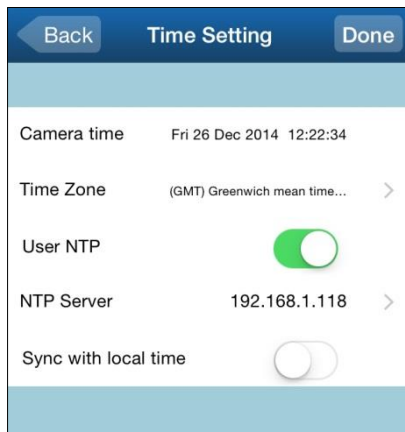 Back Time Setting Done
Camera time Fri 26 Dec 2014 12:22:34
Time Zone (GMT) Greenwich mean time...
User NTP
NTP Server 192.168.1.118
Sync with local time